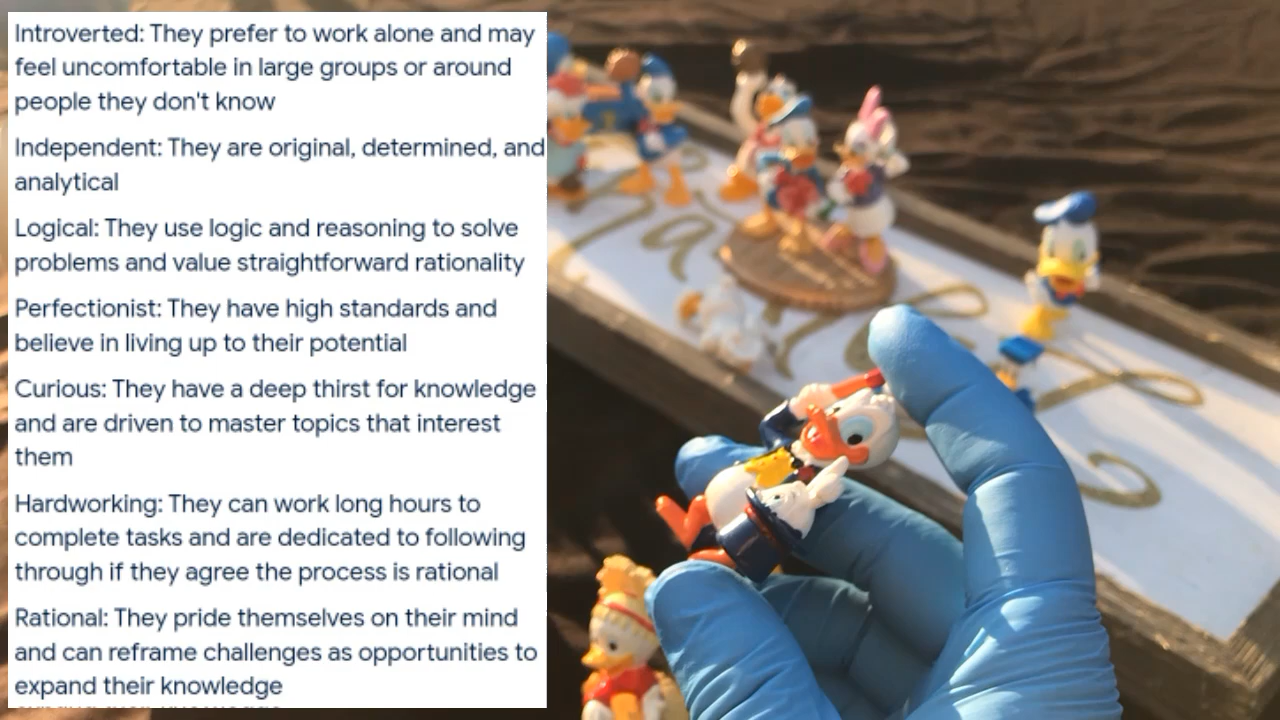 Introverted: They prefer to work alone and may
feel uncomfortable in large groups or around
people they don't know
Independent: They are original, determined, and
analytical
Logical: They use logic and reasoning to solve
problems and value straightforward rationality
Perfectionist: They have high standards and
believe in living up to their potential
Curious: They have a deep thirst for knowledge
and are driven to master topics that interest
them
Hardworking: They can work long hours to
complete tasks and are dedicated to following
through if they agree the process is rational
Rational: They pride themselves on their mind
and can reframe challenges as opportunities to
expand their knowledge